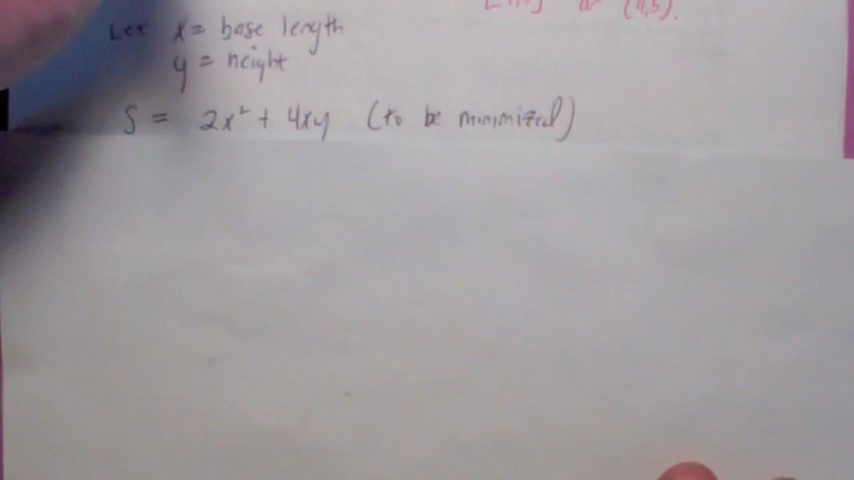 Let x = base length
y = height
S = 2x² + 4xy (to be minimized)